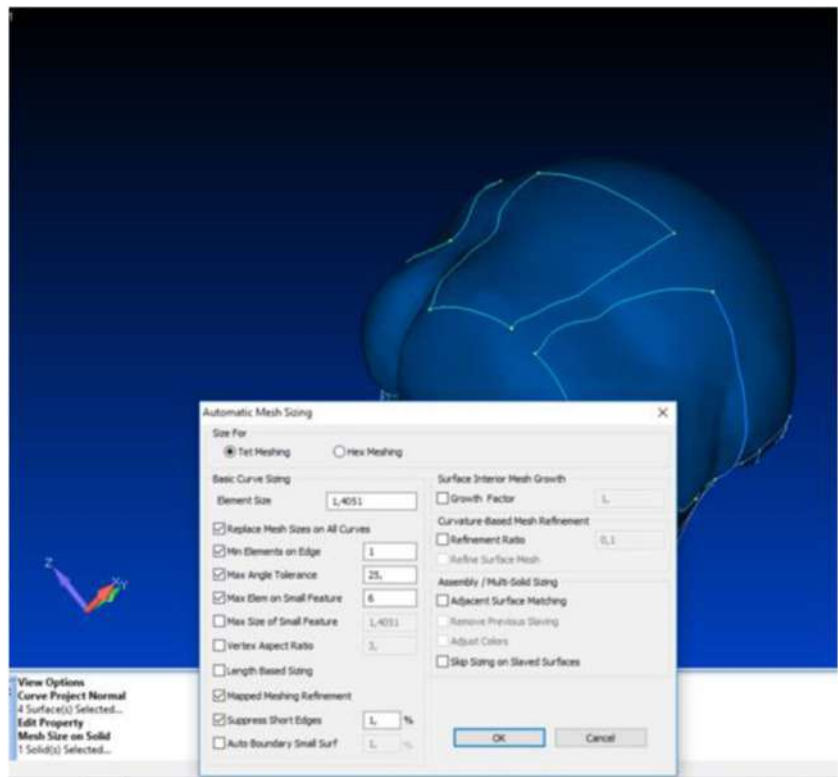 Automatic Mesh Sizing
Size For
Tet Meshing
Hex Meshing
Basic Curve Sizing
Element Size 1,4051
Replace Mesh Sizes on All Curves
Min Elements on Edge 1
Max Angle Tolerance 25,
Max Elem on Small Feature 6
Max Size of Small Feature 1,4051
Vertex Aspect Ratio 3,
Length Based Sizing
Mapped Meshing Refinement
Suppress Short Edges 1, %
Auto Boundary Small Surf 1, %
Surface Interior Mesh Growth
Growth Factor 1,
Curvature-Based Mesh Refinement
Refinement Ratio 0,1
Refine Surface Mesh
Assembly / Multi-Solid Sizing
Adjacent Surface Matching
Remove Previous Slaving
Adjust Colors
Skip Sizing on Slaved Surfaces
OK
Cancel
Z
X
Y
View Options
Curve Project Normal
4 Surface(s) Selected...
Edit Property
Mesh Size on Solid
1 Solid(s) Selected...